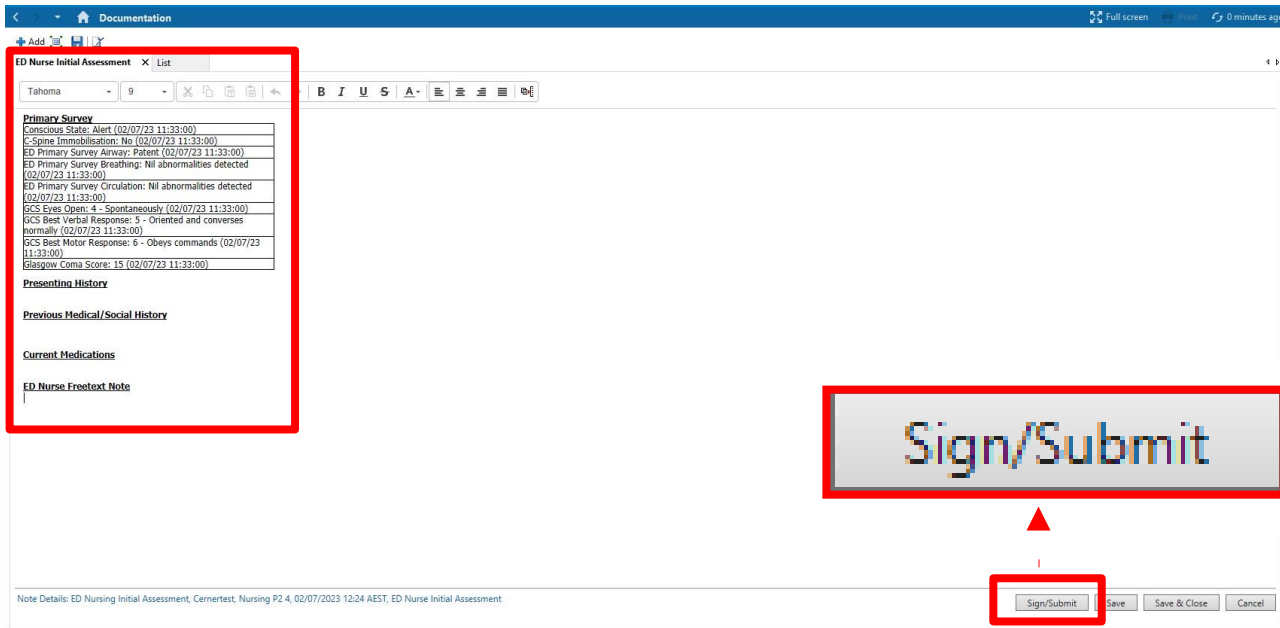 Documentation
Full screen Print 0 minutes ago
Add
ED Nurse Initial Assessment X List
Tahoma 9 B I U S A
Primary Survey
Conscious State: Alert (02/07/23 11:33:00)
C-Spine Immobilisation: No (02/07/23 11:33:00)
ED Primary Survey Airway: Patent (02/07/23 11:33:00)
ED Primary Survey Breathing: Nil abnormalities detected
(02/07/23 11:33:00)
ED Primary Survey Circulation: Nil abnormalities detected
(02/07/23 11:33:00)
GCS Eyes Open: 4 - Spontaneously (02/07/23 11:33:00)
GCS Best Verbal Response: 5 - Oriented and converses
normally (02/07/23 11:33:00)
GCS Best Motor Response: 6 - Obeys commands (02/07/23
11:33:00)
Glasgow Coma Score: 15 (02/07/23 11:33:00)
Presenting History
Previous Medical/Social History
Current Medications
ED Nurse Freetext Note
Sign/Submit
Note Details: ED Nursing Initial Assessment, Cernertest, Nursing P2 4, 02/07/2023 12:24 AEST, ED Nurse Initial Assessment
Sign/Submit Save Save & Close Cancel